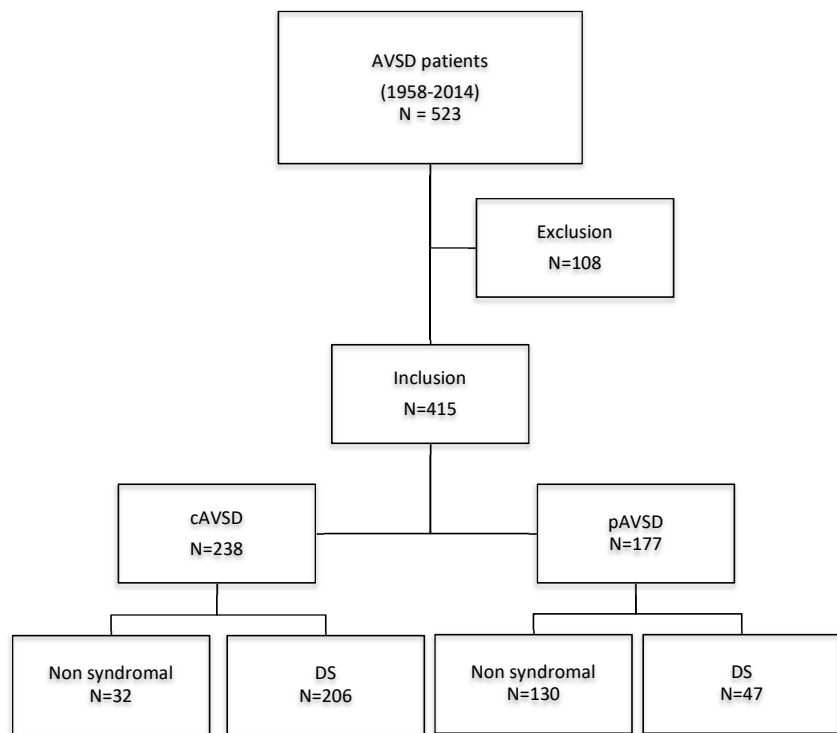 AVSD patients
(1958-2014)
N = 523
Exclusion
N=108
Inclusion
N=415
cAVSD
N=238
pAVSD
N=177
Non syndromal
N=32
DS
N=206
Non syndromal
N=130
DS
N=47